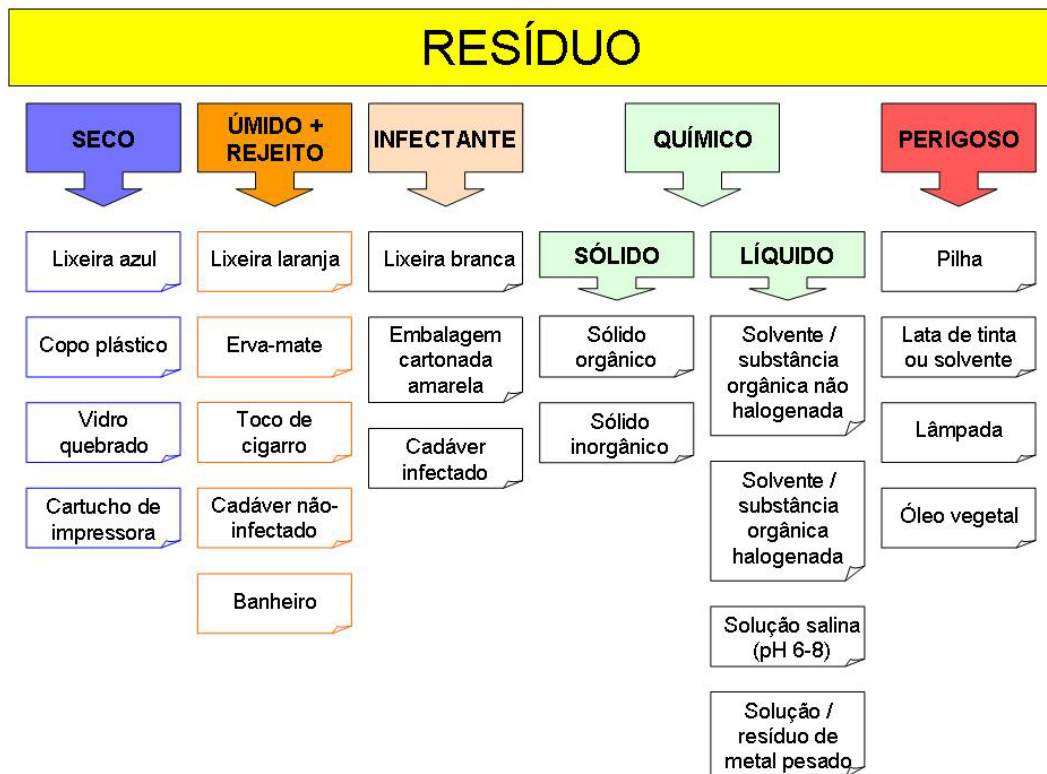 RESÍDUO
SECO
Lixeira azul
Copo plástico
Vidro
quebrado
Cartucho de
impressora
ÚMIDO +
REJEITO
Lixeira laranja
Erva-mate
Toco de
cigarro
Cadáver não-
infectado
Banheiro
INFECTANTE
Lixeira branca
Embalagem
cartonada
amarela
Cadáver
infectado
QUÍMICO
SÓLIDO
Sólido
orgânico
Sólido
inorgânico
LÍQUIDO
Solvente /
substância
orgânica não
halogenada
Solvente /
substância
orgânica
halogenada
Solução salina
(pH 6-8)
Solução /
resíduo de
metal pesado
PERIGOSO
Pilha
Lata de tinta
ou solvente
Lâmpada
Óleo vegetal